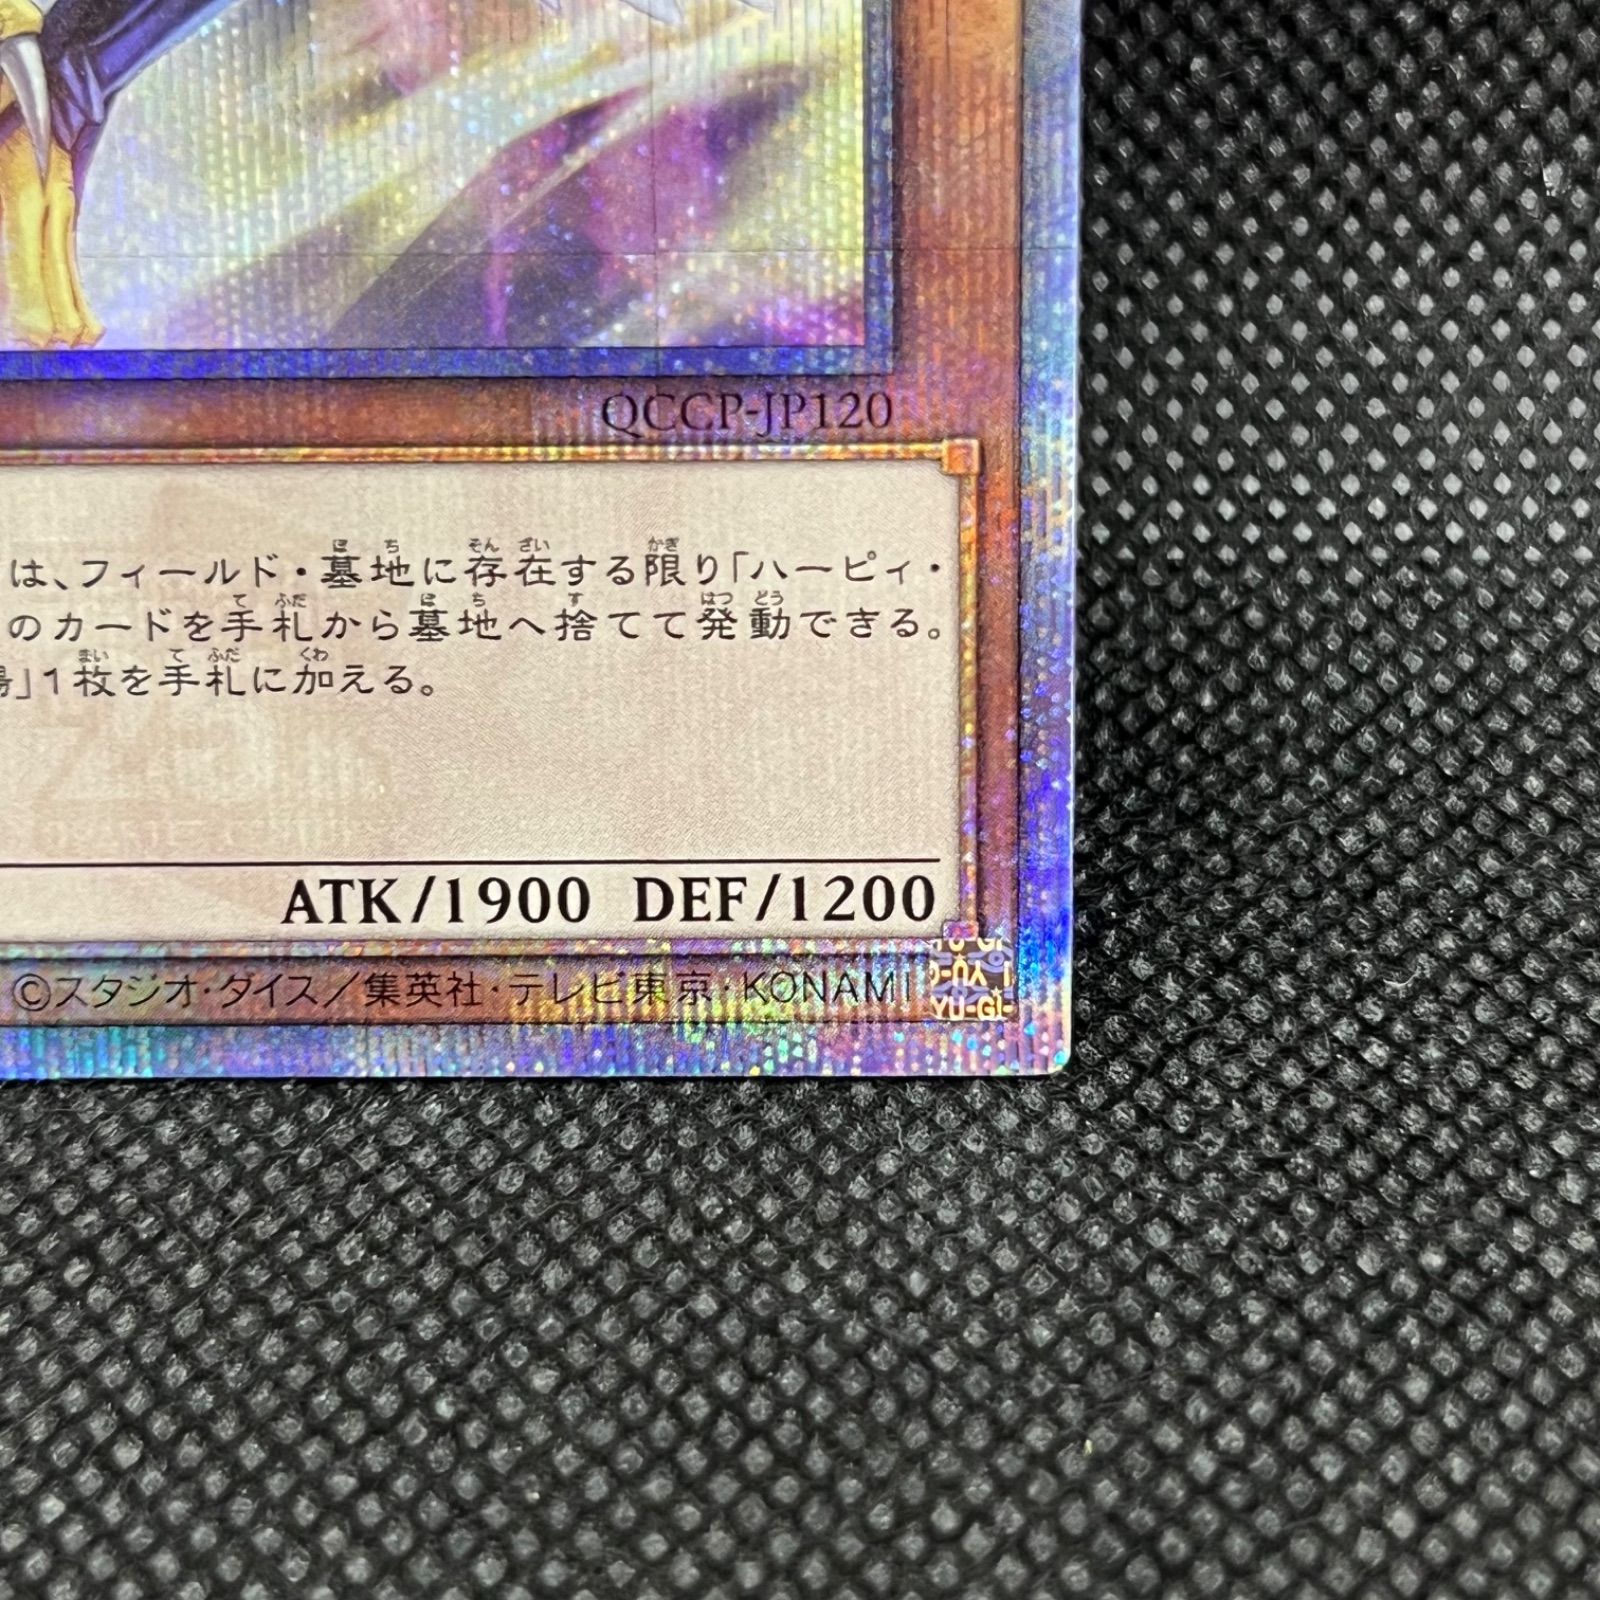 QCCP-JP120
は、フィールド・墓地に存在する限り「ハーピィ・
のカードを手札から墓地へ捨てて発動できる。
」1枚を手札に加える。
ATK/1900 DEF/1200
©スタジオ・ダイス/集英社・テレビ東京・KONAMI
YU-GI-